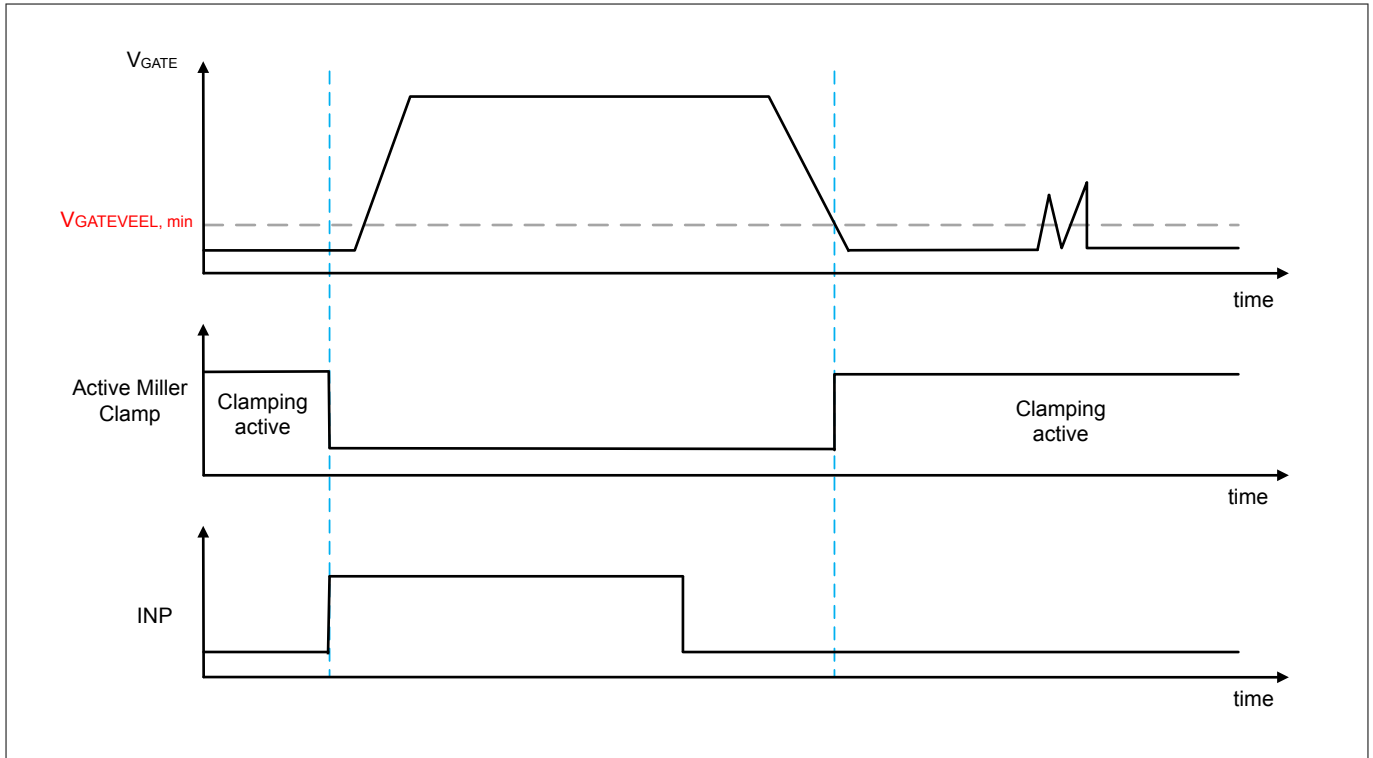 VGATE
VGATEVEEL, min
time
Active Miller
Clamp
Clamping
active
Clamping
active
time
INP
time